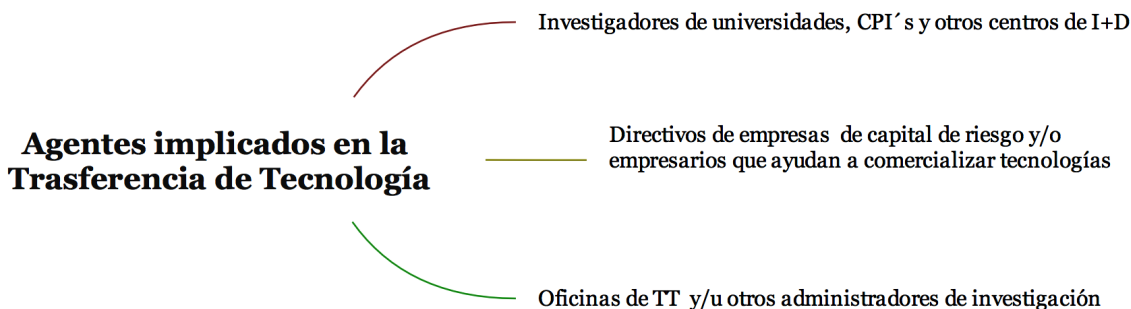 Investigadores de universidades, CPI´s y otros centros de I+D
Agentes implicados en la
Trasferencia de Tecnología
Directivos de empresas de capital de riesgo y/o
empresarios que ayudan a comercializar tecnologías
Oficinas de TT y/u otros administradores de investigación